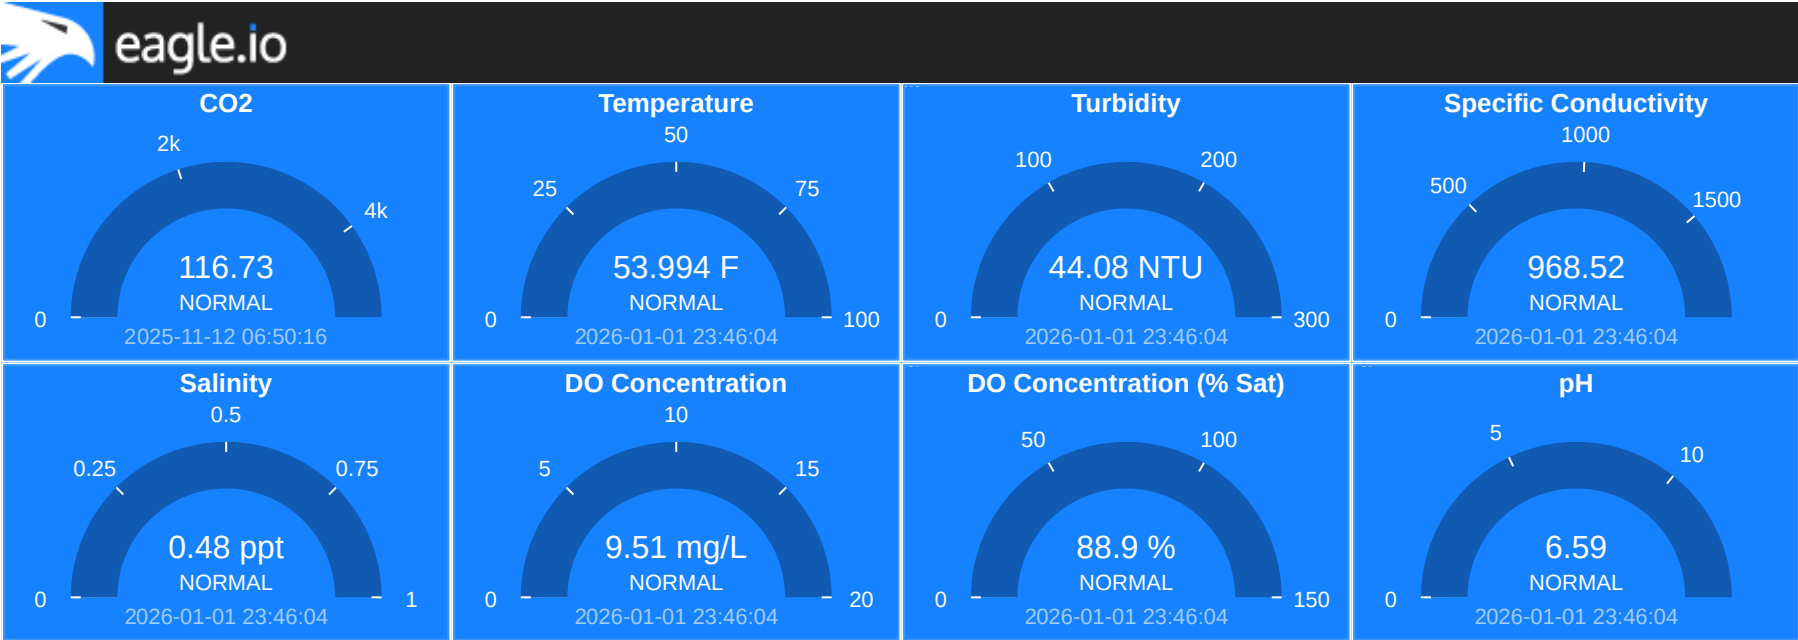 eagle.io
CO2
2k
4k
116.73
NORMAL
0
2025-11-12 06:50:16
Temperature
50
25
75
53.994 F
NORMAL
0
100
2026-01-01 23:46:04
Turbidity
100
200
44.08 NTU
NORMAL
0
300
2026-01-01 23:46:04
Specific Conductivity
1000
500
1500
968.52
NORMAL
0
2026-01-01 23:46:04
Salinity
0.5
0.25
0.75
0.48 ppt
NORMAL
0
1
2026-01-01 23:46:04
DO Concentration
10
5
15
9.51 mg/L
NORMAL
0
20
2026-01-01 23:46:04
DO Concentration (% Sat)
50
100
88.9 %
NORMAL
0
150
2026-01-01 23:46:04
pH
5
10
6.59
NORMAL
0
2026-01-01 23:46:04